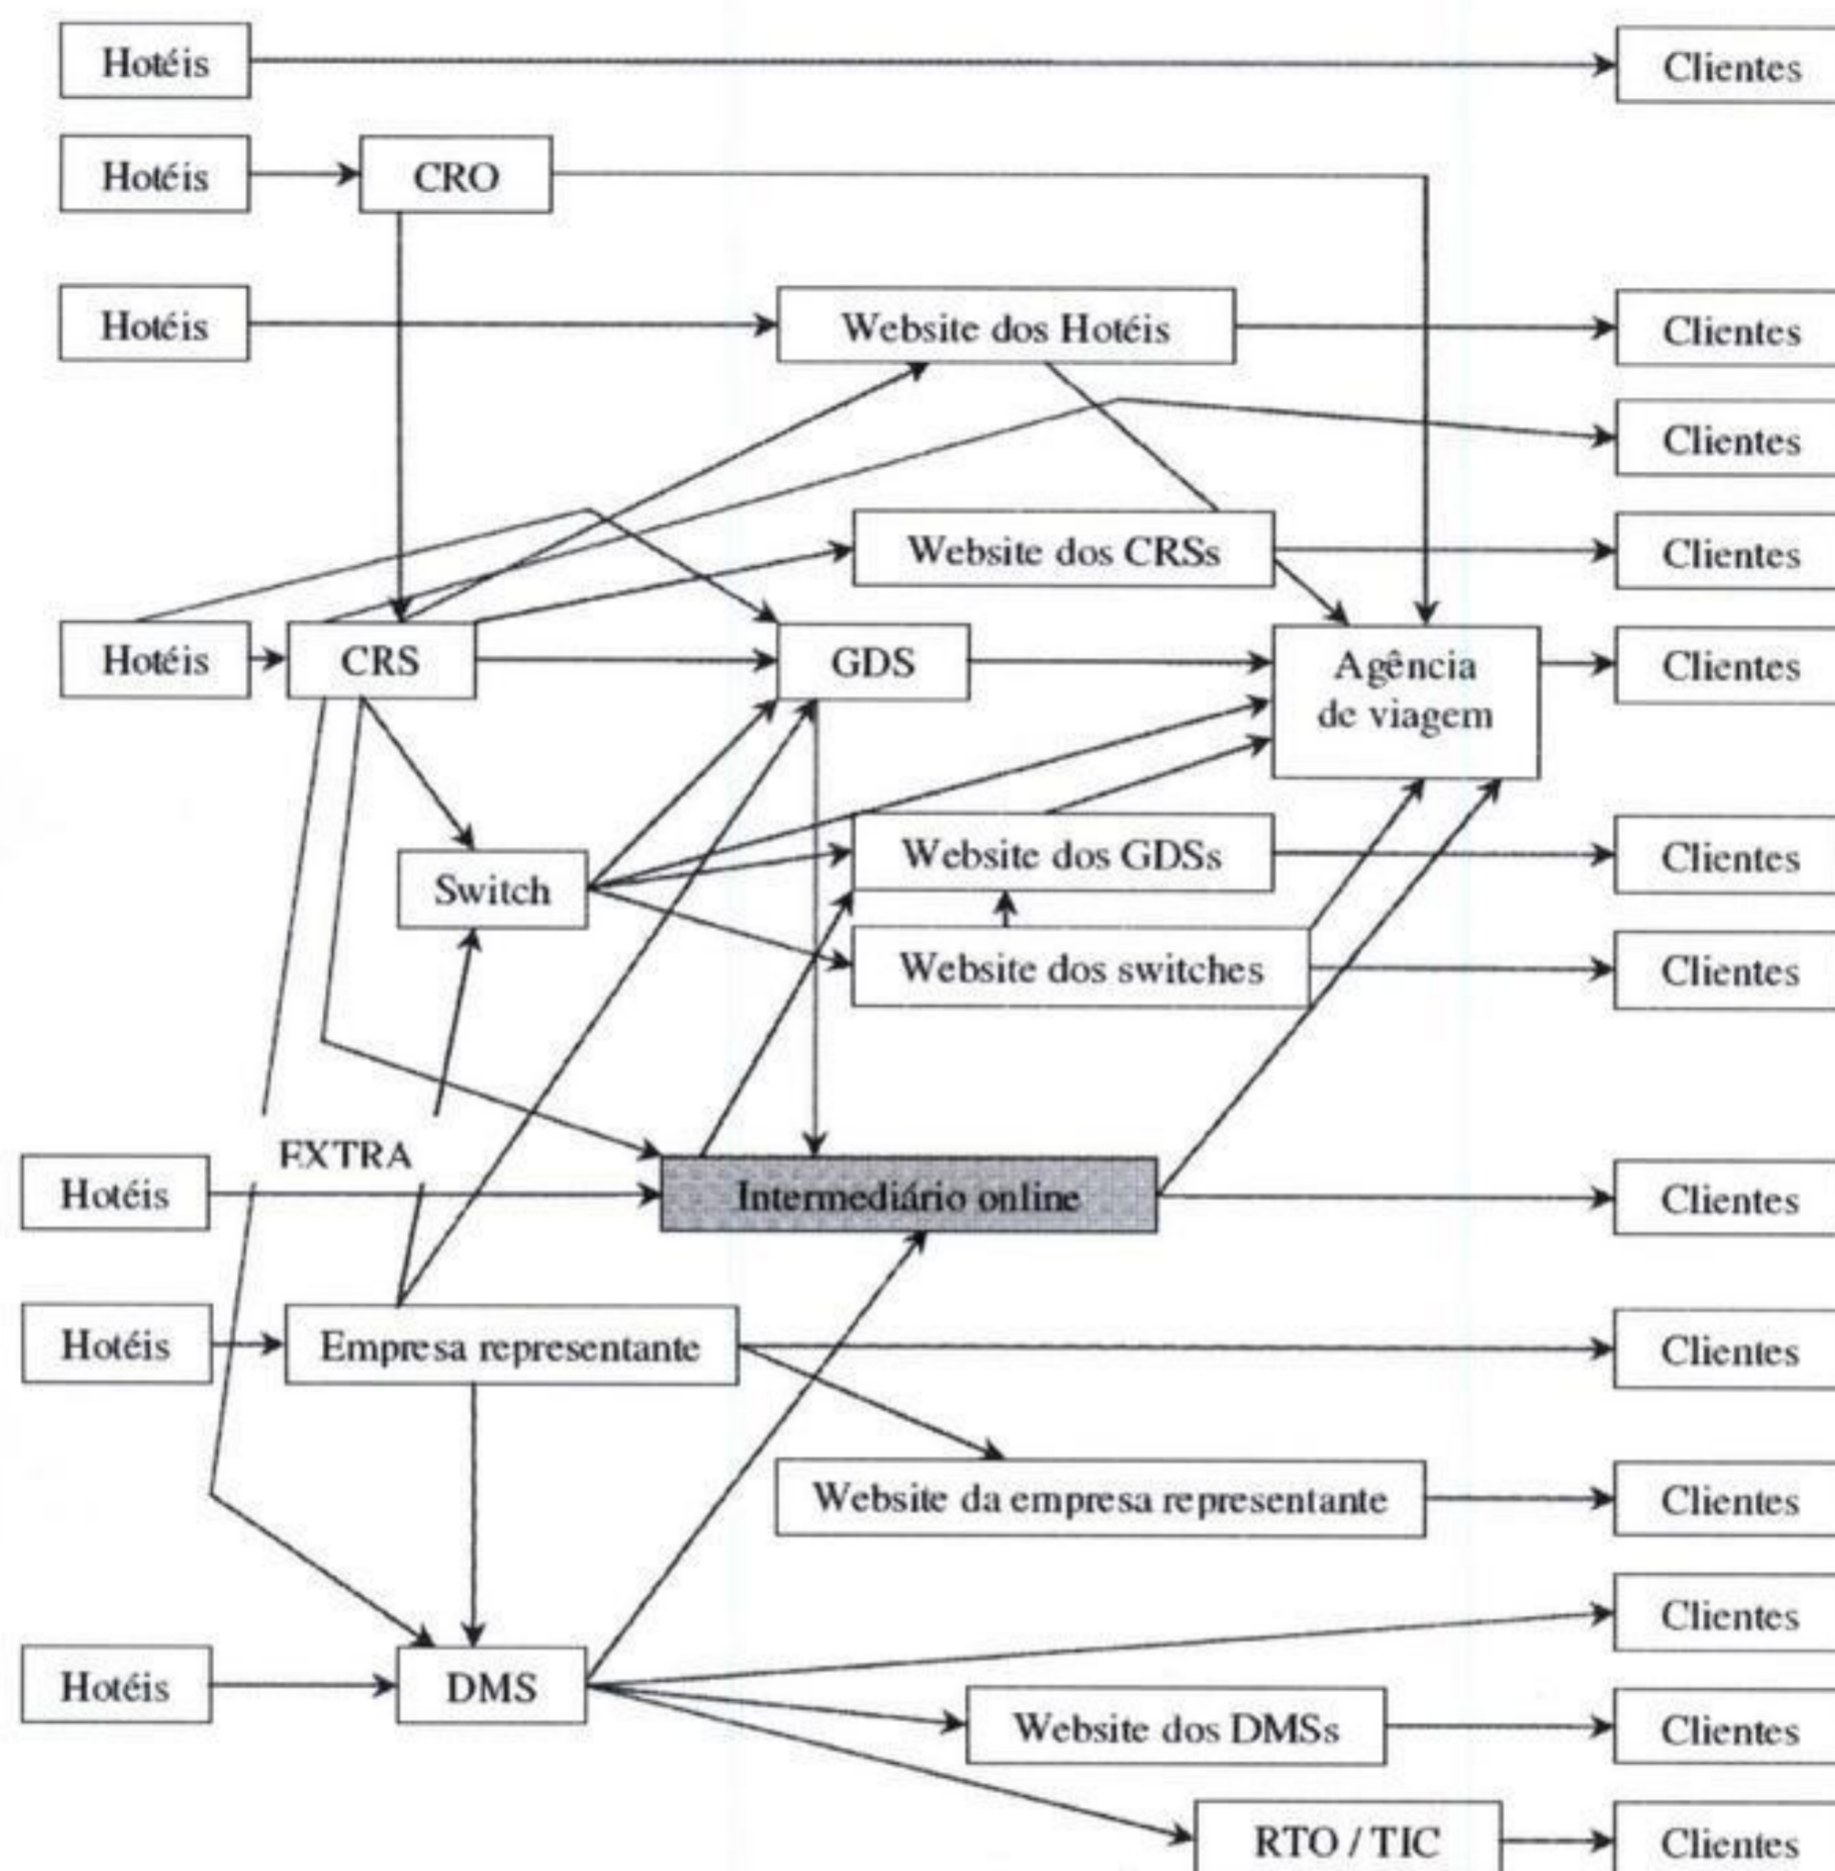 Hotéis
Clientes
Hotéis
CRO
Hotéis
Website dos Hotéis
Clientes
Clientes
Website dos CRSs
Clientes
Hotéis
CRS
GDS
Agência
de viagem
Clientes
Switch
Website dos GDSs
Clientes
Website dos switches
Clientes
EXTRA
Hotéis
Intermediário online
Clientes
Hotéis
Empresa representante
Clientes
Website da empresa representante
Clientes
Clientes
Hotéis
DMS
Website dos DMSs
Clientes
RTO / TIC
Clientes